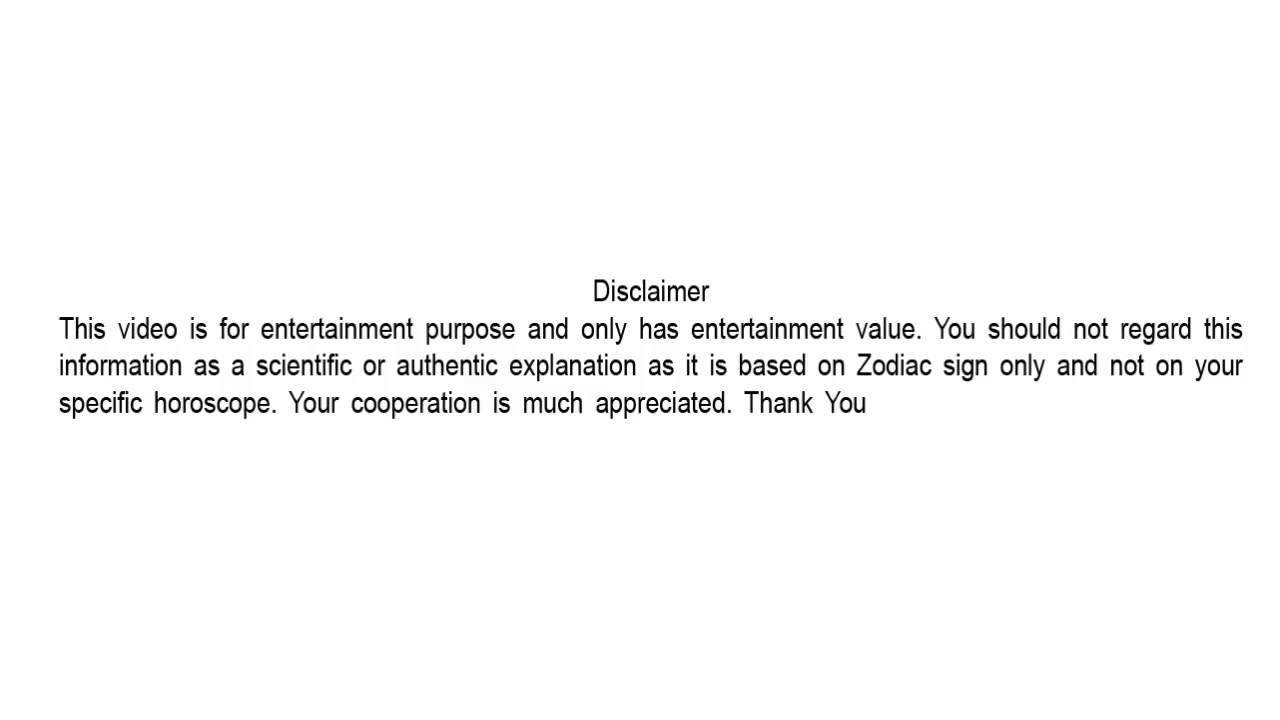 Disclaimer
This video is for entertainment purpose and only has entertainment value. You should not regard this
information as a scientific or authentic explanation as it is based on Zodiac sign only and not on your
specific horoscope. Your cooperation is much appreciated. Thank You